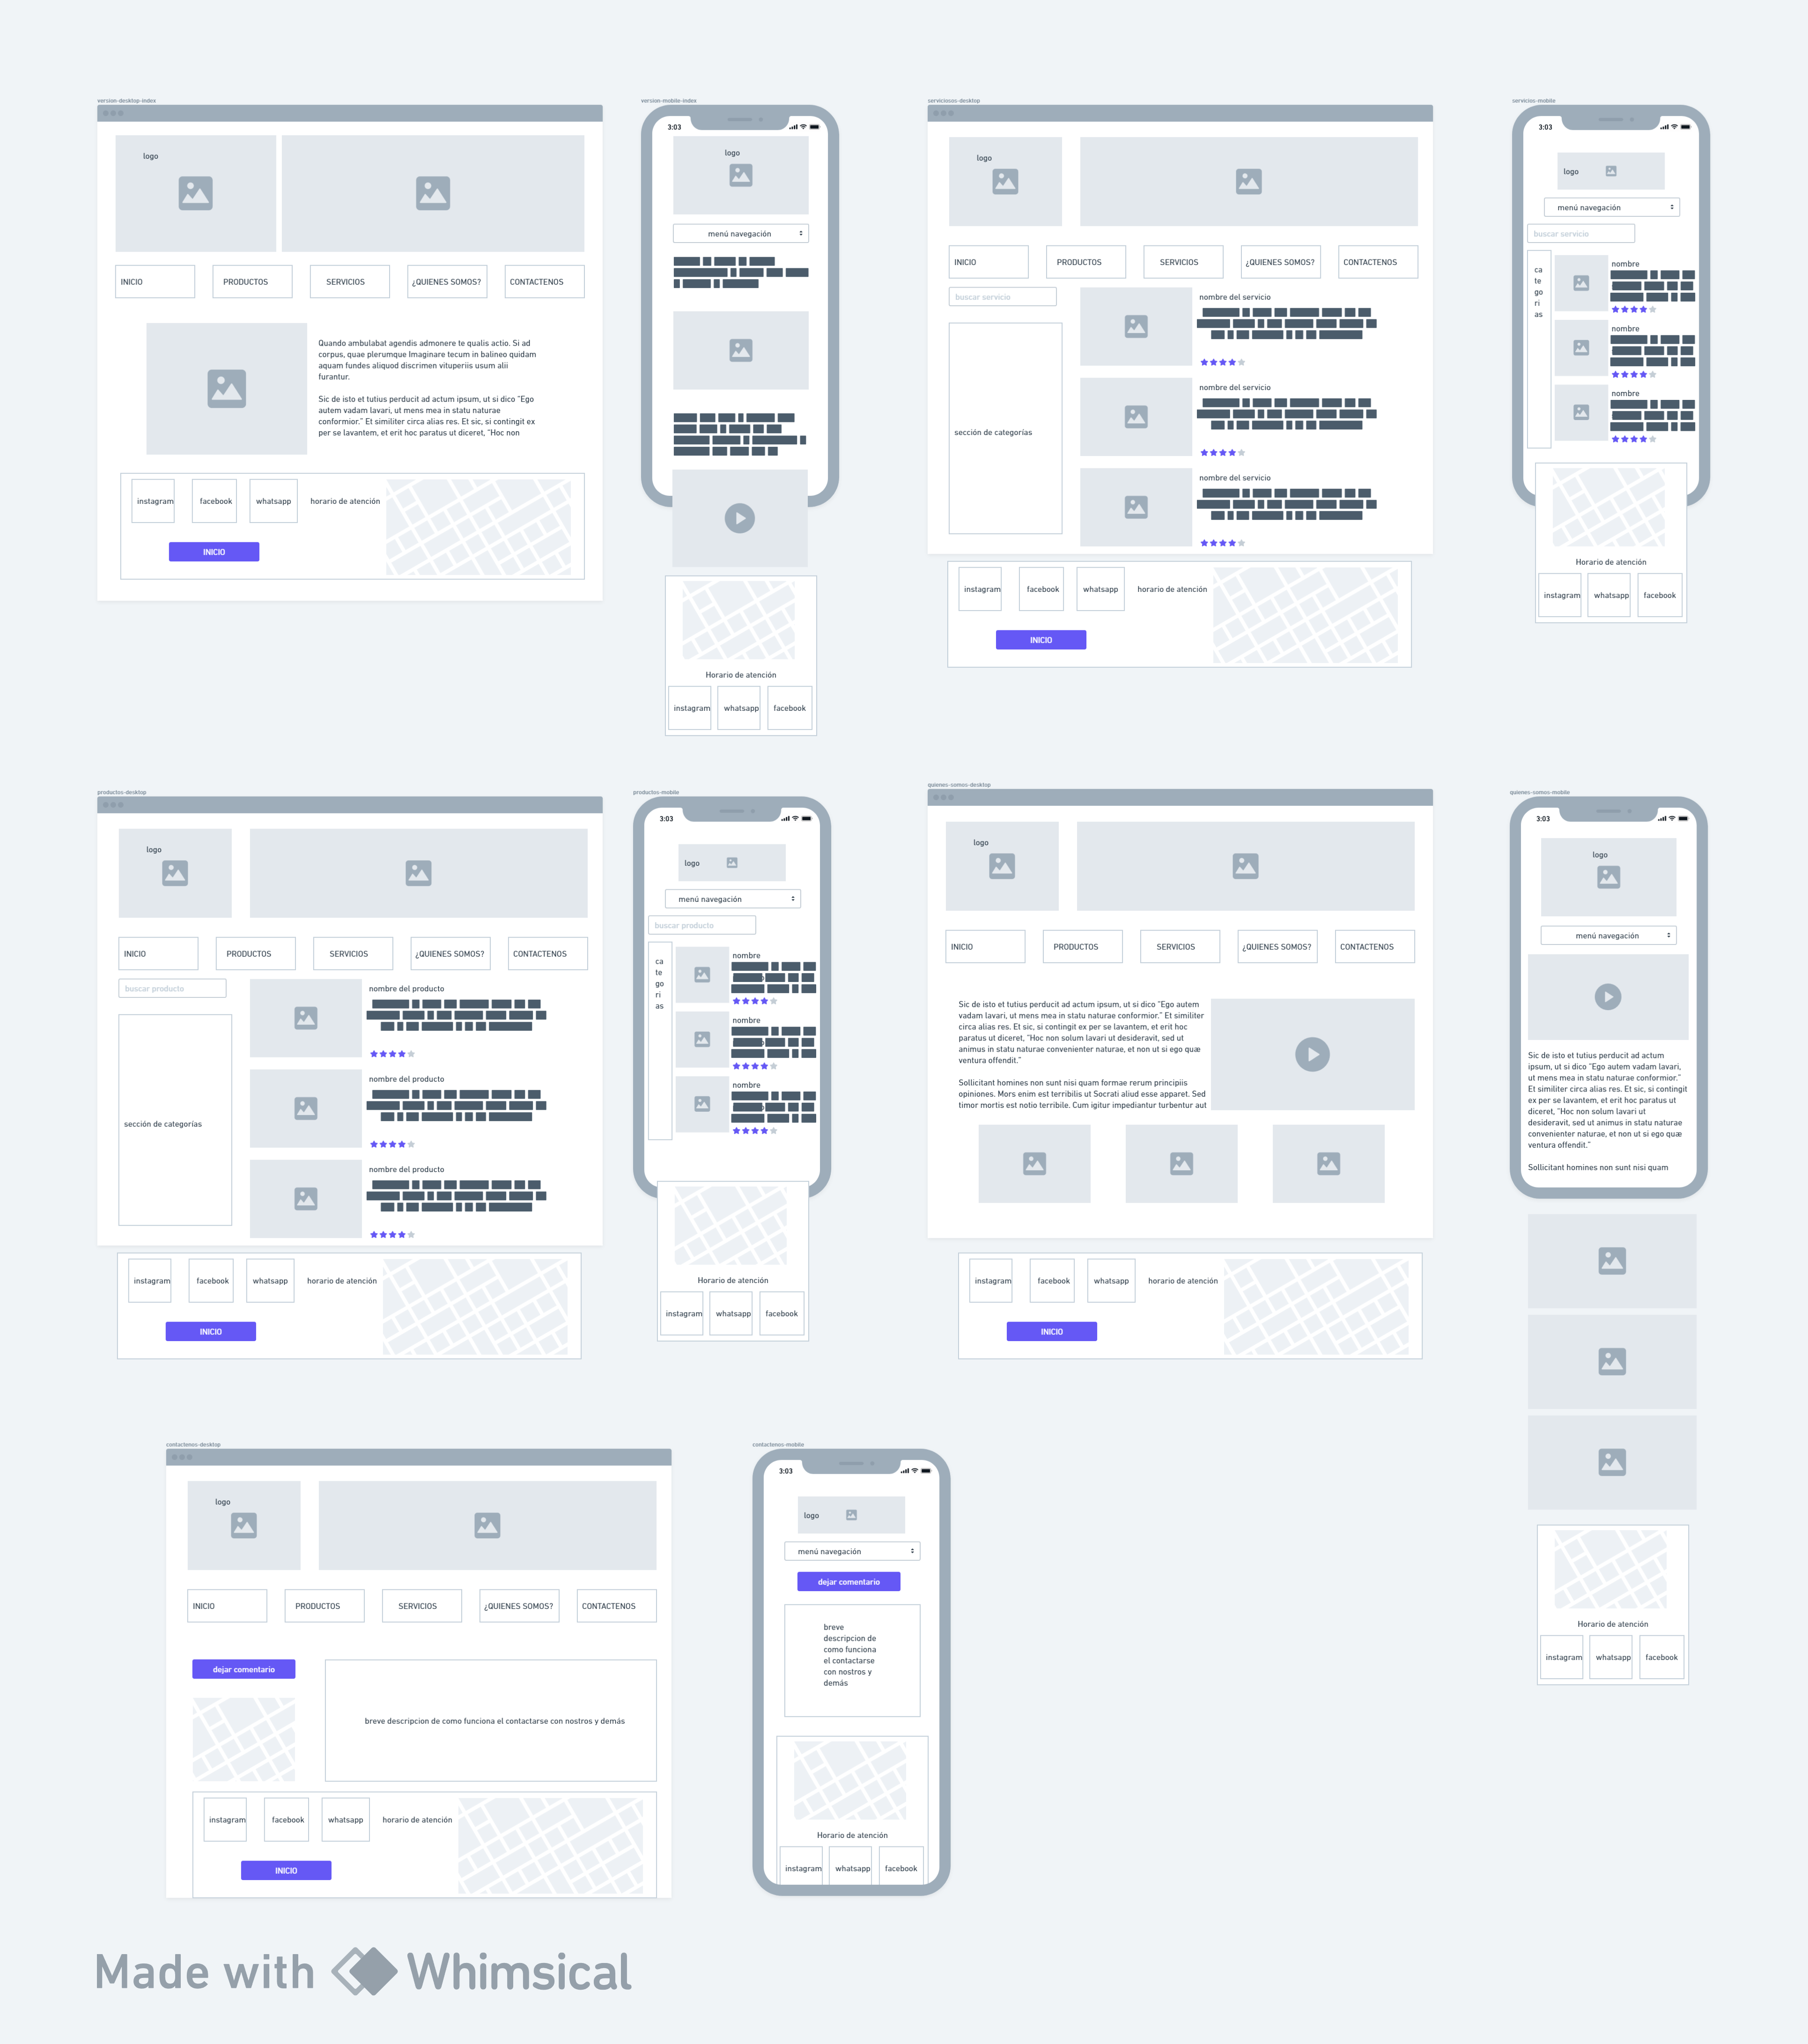 version-desktop-index
logo
INICIO
PRODUCTOS
SERVICIOS
¿QUIENES SOMOS?
CONTACTENOS
Quando ambulabat agendis admonere te qualis actio. Si ad
corpus, quae plerumque Imaginare tecum in balineo quidam
aquam fundes aliquod discrimen vituperiis usum alii
furantur.
Sic de isto et tutius perducit ad actum ipsum, ut si dico “Ego
autem vadam lavari, ut mens mea in statu naturae
conformior.” Et similiter circa alias res. Et sic, si contingit ex
per se lavantem, et erit hoc paratus ut diceret, “Hoc non
instagram
facebook
whatsapp
horario de atención
INICIO
version-mobile-index
3:03
logo
menú navegación
Horario de atención
instagram
whatsapp
facebook
serviciosos-desktop
logo
INICIO
PRODUCTOS
SERVICIOS
¿QUIENES SOMOS?
CONTACTENOS
buscar servicio
sección de categorías
nombre del servicio
nombre del servicio
nombre del servicio
instagram
facebook
whatsapp
horario de atención
INICIO
servicios-mobile
3:03
logo
menú navegación
buscar servicio
ca
te
go
ri
as
nombre
nombre
nombre
Horario de atención
instagram
whatsapp
facebook
productos-desktop
logo
INICIO
PRODUCTOS
SERVICIOS
¿QUIENES SOMOS?
CONTACTENOS
buscar producto
sección de categorías
nombre del producto
nombre del producto
nombre del producto
instagram
facebook
whatsapp
horario de atención
INICIO
productos-mobile
3:03
logo
menú navegación
buscar producto
ca
te
go
ri
as
nombre
nombre
nombre
Horario de atención
instagram
whatsapp
facebook
quienes-somos-desktop
logo
INICIO
PRODUCTOS
SERVICIOS
¿QUIENES SOMOS?
CONTACTENOS
Sic de isto et tutius perducit ad actum ipsum, ut si dico “Ego autem
vadam lavari, ut mens mea in statu naturae conformior.” Et similiter
circa alias res. Et sic, si contingit ex per se lavantem, et erit hoc
paratus ut diceret, “Hoc non solum lavari ut desideravit, sed ut
animus in statu naturae convenienter naturae, et non ut si ego quæ
ventura offendit.”
Sollicitant homines non sunt nisi quam formae rerum principiis
opiniones. Mors enim est terribilis ut Socrati aliud esse apparet. Sed
timor mortis est notio terribile. Cum igitur impediantur turbentur aut
instagram
facebook
whatsapp
horario de atención
INICIO
quienes-somos-mobile
3:03
logo
menú navegación
Sic de isto et tutius perducit ad actum
ipsum, ut si dico “Ego autem vadam lavari,
ut mens mea in statu naturae conformior.”
Et similiter circa alias res. Et sic, si contingit
ex per se lavantem, et erit hoc paratus ut
diceret, “Hoc non solum lavari ut
desideravit, sed ut animus in statu naturae
convenienter naturae, et non ut si ego quæ
ventura offendit.”
Sollicitant homines non sunt nisi quam
Horario de atención
instagram
whatsapp
facebook
contactenos-desktop
logo
INICIO
PRODUCTOS
SERVICIOS
¿QUIENES SOMOS?
CONTACTENOS
dejar comentario
breve descripcion de como funciona el contactarse con nostros y demás
instagram
facebook
whatsapp
horario de atención
INICIO
contactenos-mobile
3:03
logo
menú navegación
dejar comentario
breve
descripcion de
como funciona
el contactarse
con nostros y
demás
Horario de atención
instagram
whatsapp
facebook
Made with Whimsical